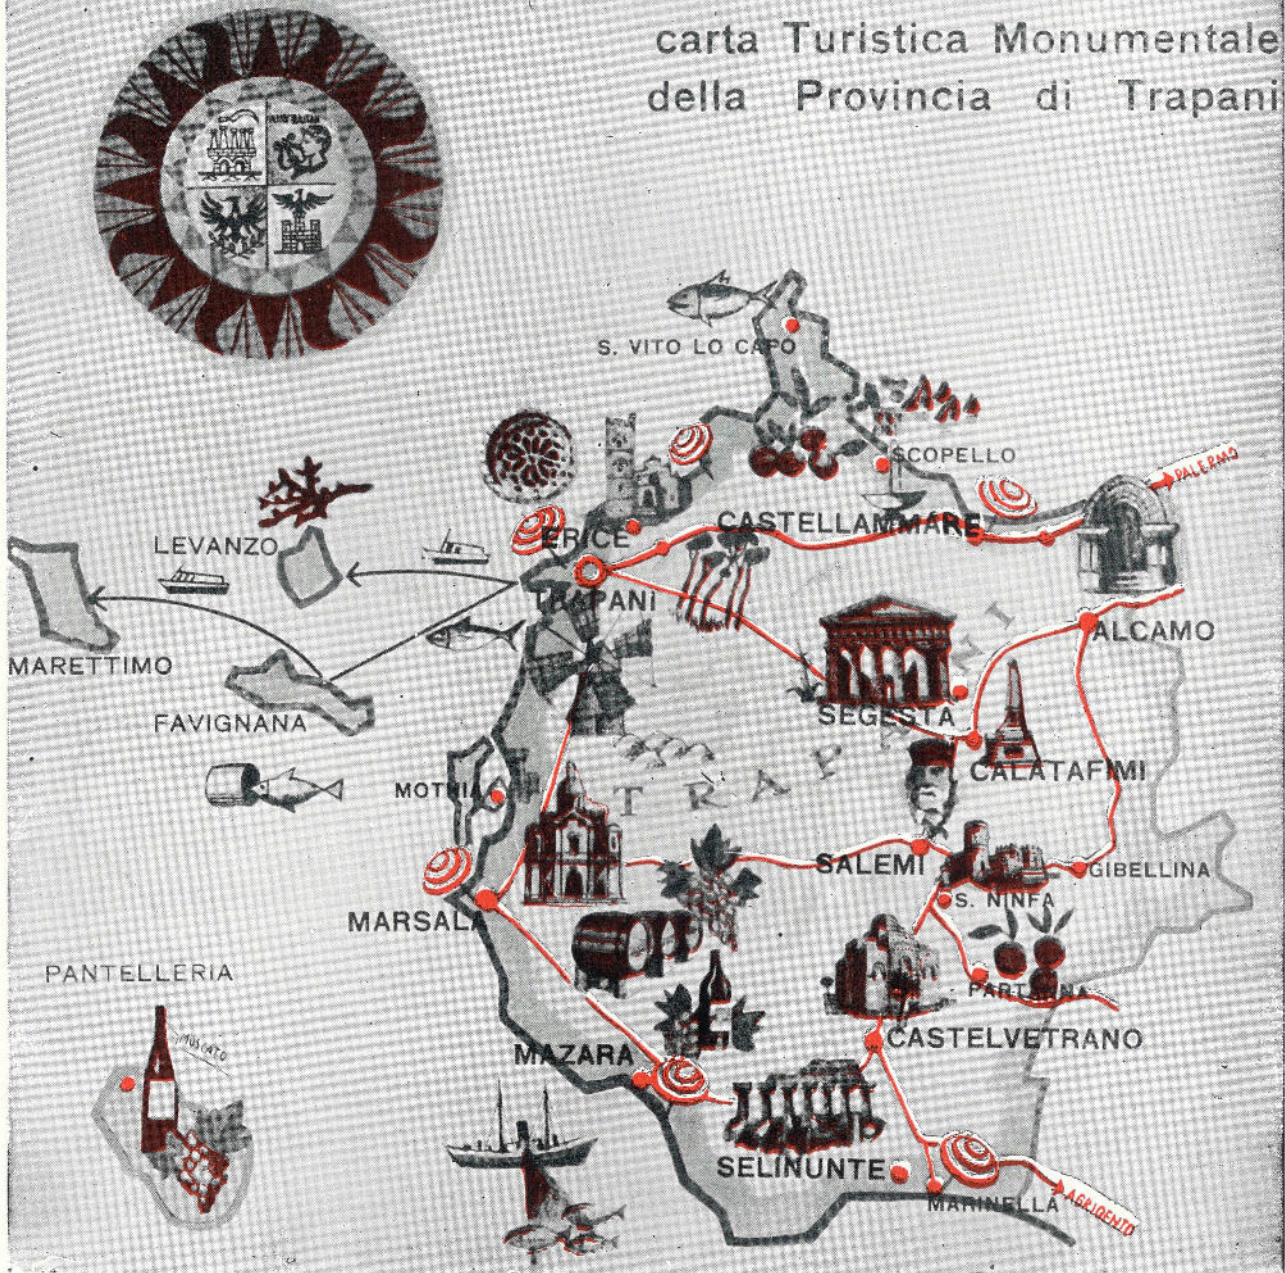 carta Turistica Monumentale
della Provincia di Trapani
S. VITO LO CAPO
SCOPELLO
PALERMO
CASTELLAMMARE
ERICE
LEVANZO
TRAPANI
ALCAMO
MARETTIMO
FAVIGNANA
SEGESTA
CALATAFIMI
MOTHIA
TRAPANI
SALEMI
GIBELLINA
S. NINFA
MARSALA
PANTELLERIA
PARTANNA
MOSCATO
CASTELVETRANO
MAZARA
SELINUNTE
MARINELLA
AGRIGENTO